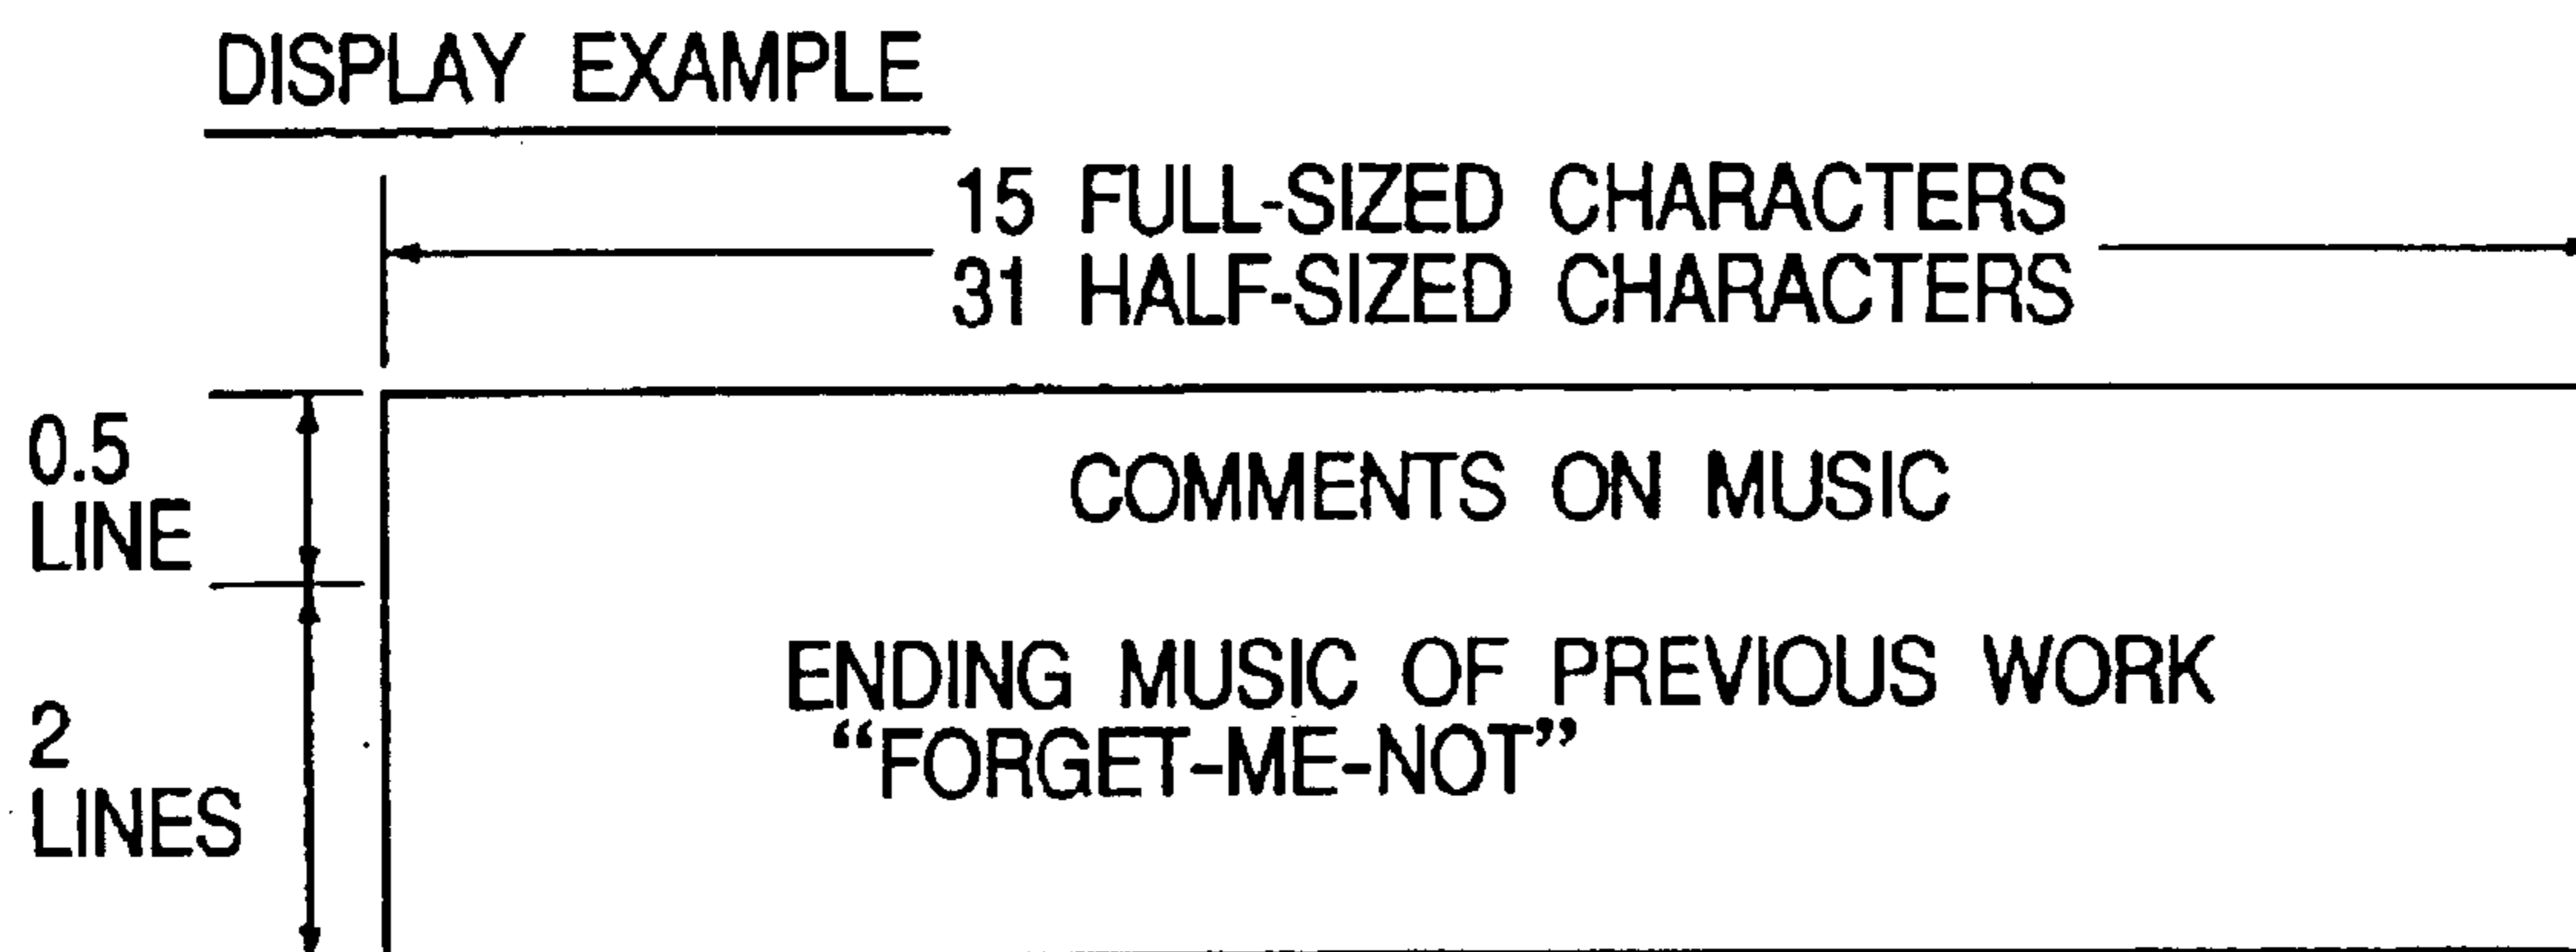 DISPLAY EXAMPLE
15 FULL-SIZED CHARACTERS
31 HALF-SIZED CHARACTERS
0.5
LINE
COMMENTS ON MUSIC
2
LINES
ENDING MUSIC OF PREVIOUS WORK
“FORGET-ME-NOT”